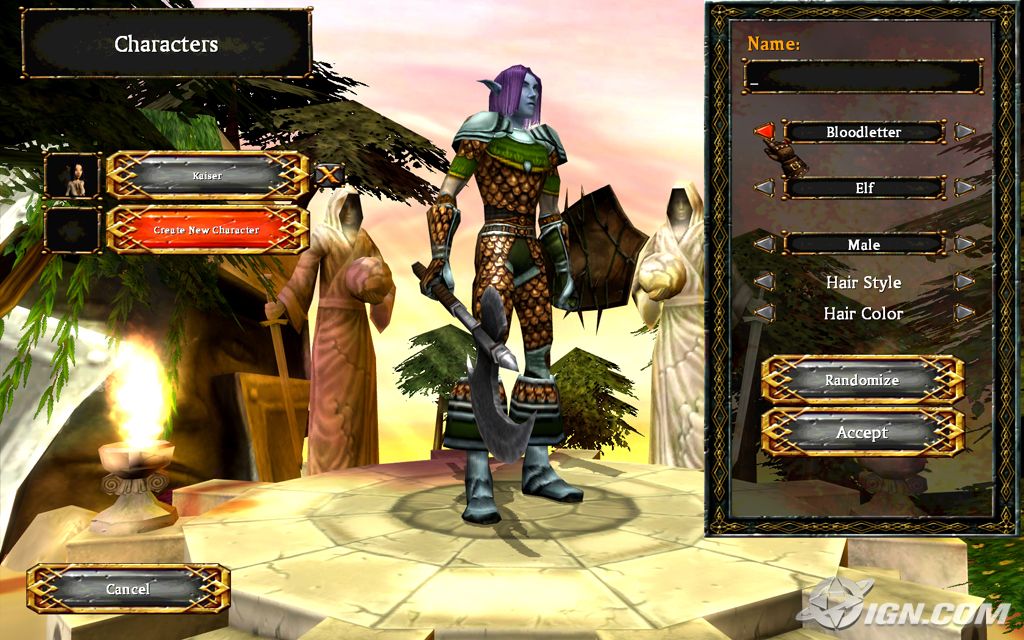 Characters
Kaiser
Create New Character
Cancel
Name:
Bloodletter
Elf
Male
Hair Style
Hair Color
Randomize
Accept
IGN.COM